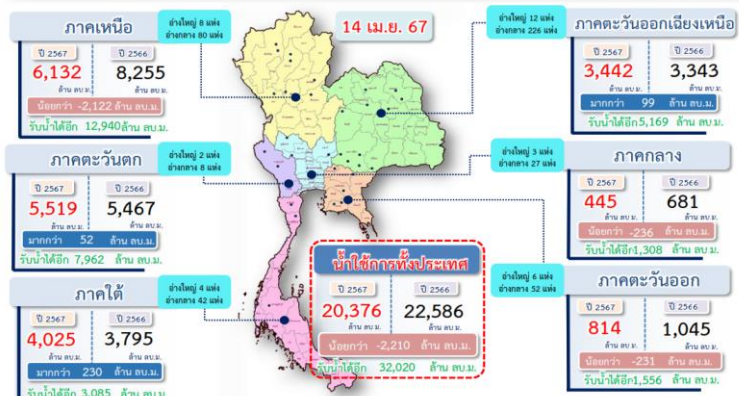 14 เม.ย. 67
ภาคเหนือ
อ่างใหญ่ 8 แห่ง
อ่างกลาง 80 แห่ง
ปี 2567 ปี 2566
6,132 8,255
ล้าน ลบ.ม. ล้าน ลบ.ม.
น้อยกว่า -2,122 ล้าน ลบ.ม.
รับน้ำได้อีก 12,940ล้าน ลบ.ม.
ภาคตะวันตก
อ่างใหญ่ 2 แห่ง
อ่างกลาง 8 แห่ง
ปี 2567 ปี 2566
5,519 5,467
ล้าน ลบ.ม. ล้าน ลบ.ม.
มากกว่า 52 ล้าน ลบ.ม.
รับน้ำได้อีก 7,962 ล้าน ลบ.ม.
ภาคใต้
อ่างใหญ่ 4 แห่ง
อ่างกลาง 42 แห่ง
ปี 2567 ปี 2566
4,025 3,795
ล้าน ลบ.ม. ล้าน ลบ.ม.
มากกว่า 230 ล้าน ลบ.ม.
รับน้ำได้อีก 3,085 ล้าน ลบ.ม.
น้ำใช้การทั้งประเทศ
ปี 2567 ปี 2566
20,376 22,586
ล้าน ลบ.ม. ล้าน ลบ.ม.
น้อยกว่า -2,210 ล้าน ลบ.ม.
รับน้ำได้อีก 32,020 ล้าน ลบ.ม.
อ่างใหญ่ 12 แห่ง
อ่างกลาง 226 แห่ง
ภาคตะวันออกเฉียงเหนือ
ปี 2567 ปี 2566
3,442 3,343
ล้าน ลบ.ม. ล้าน ลบ.ม.
มากกว่า 99 ล้าน ลบ.ม.
รับน้ำได้อีก5,169 ล้าน ลบ.ม.
อ่างใหญ่ 3 แห่ง
อ่างกลาง 27 แห่ง
ภาคกลาง
ปี 2567 ปี 2566
445 681
ล้าน ลบ.ม. ล้าน ลบ.ม.
น้อยกว่า -236 ล้าน ลบ.ม.
รับน้ำได้อีก1,308 ล้าน ลบ.ม.
อ่างใหญ่ 6 แห่ง
อ่างกลาง 52 แห่ง
ภาคตะวันออก
ปี 2567 ปี 2566
814 1,045
ล้าน ลบ.ม. ล้าน ลบ.ม.
น้อยกว่า -231 ล้าน ลบ.ม.
รับน้ำได้อีก1,556 ล้าน ลบ.ม.